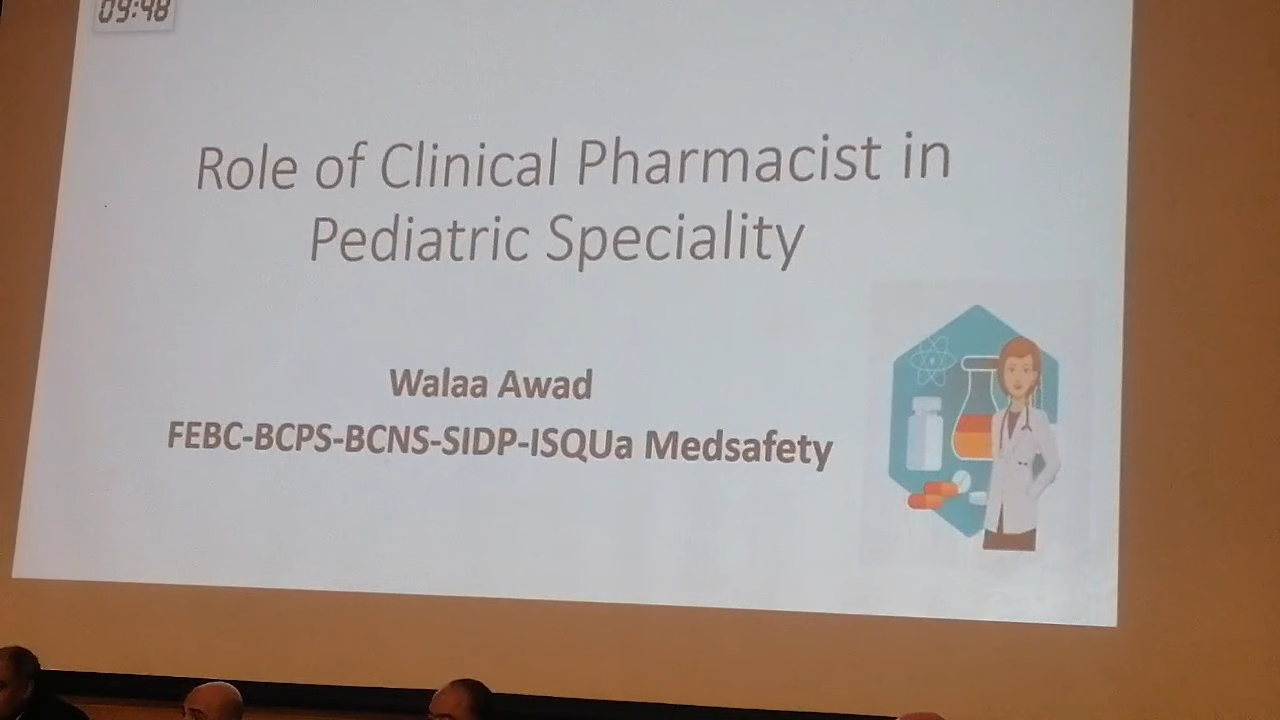 09:48
Role of Clinical Pharmacist in
Pediatric Speciality
Walaa Awad
FEBC-BCPS-BCNS-SIDP-ISQUa Medsafety